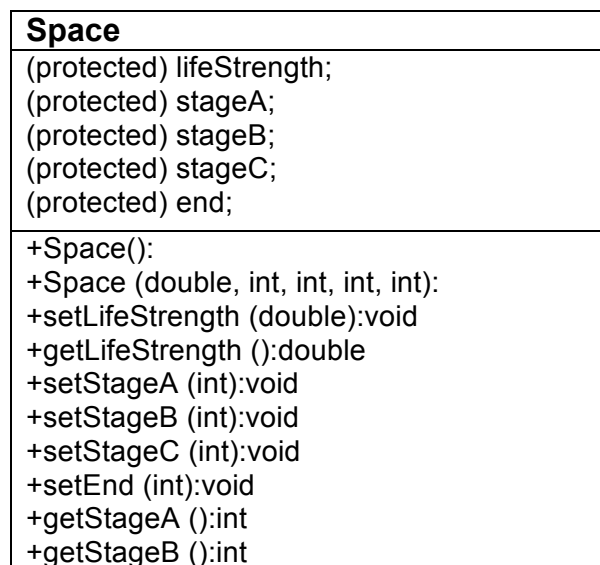 Space
(protected) lifeStrength;
(protected) stageA;
(protected) stageB;
(protected) stageC;
(protected) end;
+Space():
+Space (double, int, int, int, int):
+setLifeStrength (double):void
+getLifeStrength ():double
+setStageA (int):void
+setStageB (int):void
+setStageC (int):void
+setEnd (int):void
+getStageA ():int
+getStageB ():int